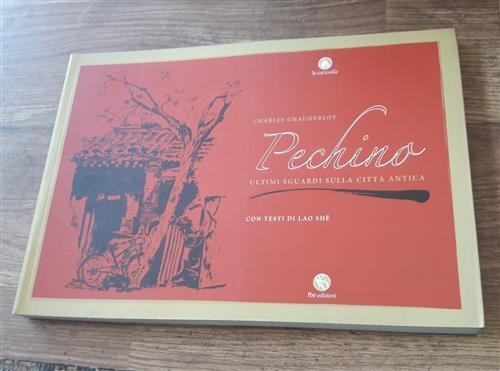 le caravelle
CHARLES CHAUDERLOT
Pechino
ULTIMI SGUARDI SULLA CITTÀ ANTICA
CON TESTI DI LAO SHÉ
fbe edizioni